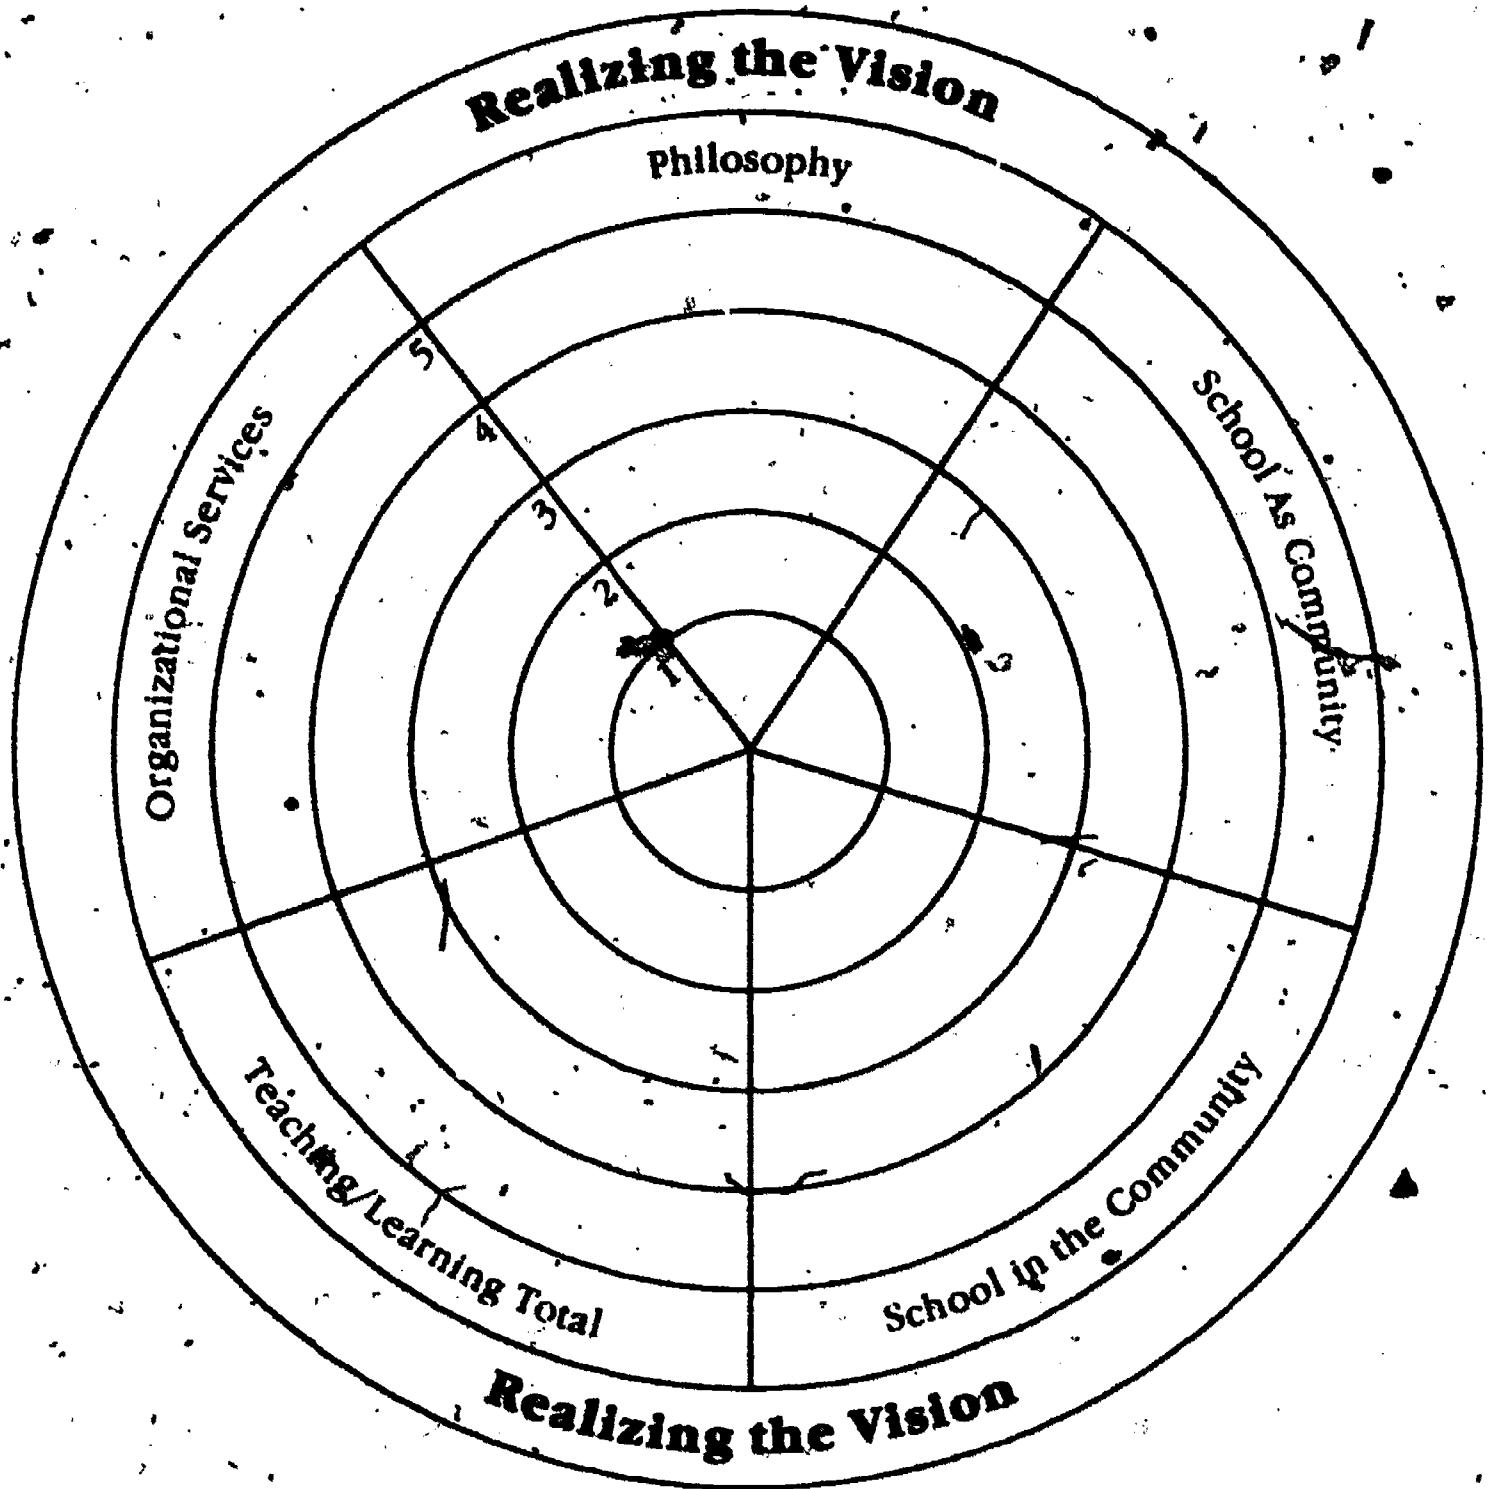 Realizing the Vision
Philosophy
School As Community
School in the Community
Teaching/Learning Total
Organizational Services
5
4
3
2
1
Realizing the Vision